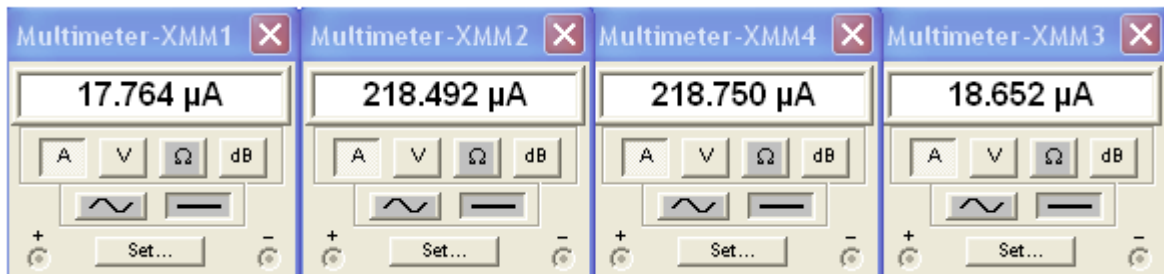 Multimeter-XMM1
17.764 µA
A V Ω dB
+ Set... −
Multimeter-XMM2
218.492 µA
A V Ω dB
+ Set... −
Multimeter-XMM4
218.750 µA
A V Ω dB
+ Set... −
Multimeter-XMM3
18.652 µA
A V Ω dB
+ Set... −